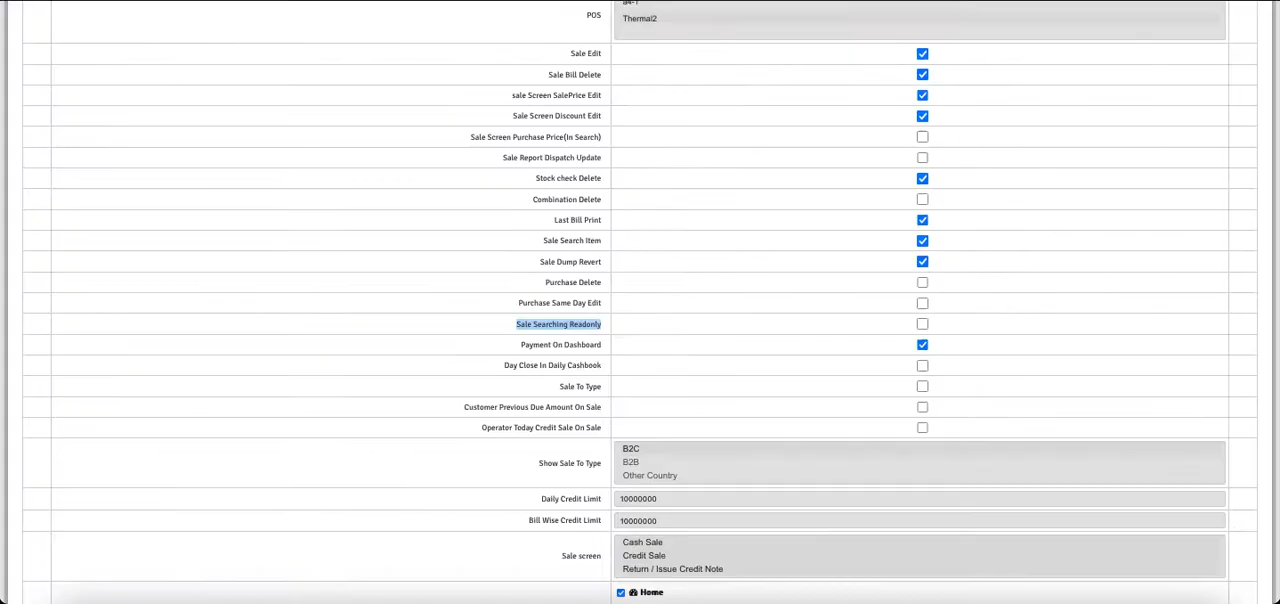 POS
a4-1
Thermal2
Sale Edit
Sale Bill Delete
sale Screen SalePrice Edit
Sale Screen Discount Edit
Sale Screen Purchase Price(In Search)
Sale Report Dispatch Update
Stock check Delete
Combination Delete
Last Bill Print
Sale Search Item
Sale Dump Revert
Purchase Delete
Purchase Same Day Edit
Sale Searching Readonly
Payment On Dashboard
Day Close In Daily Cashbook
Sale To Type
Customer Previous Due Amount On Sale
Operator Today Credit Sale On Sale
Show Sale To Type
B2C
B2B
Other Country
Daily Credit Limit 10000000
Bill Wise Credit Limit 10000000
Sale screen
Cash Sale
Credit Sale
Return / Issue Credit Note
Home